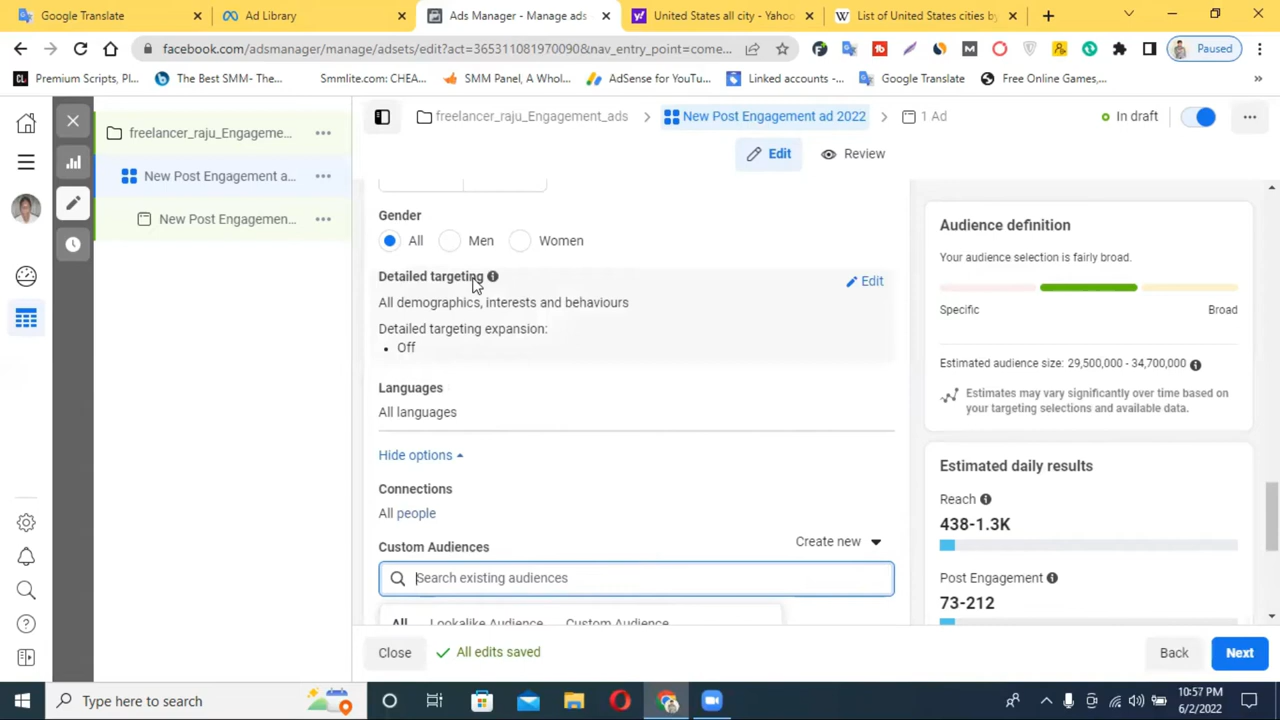 Google Translate
Ad Library
Ads Manager - Manage ads
United States all city - Yahoo
List of United States cities by
facebook.com/adsmanager/manage/adsets/edit?act=365311081970090&nav_entry_point=come...
Paused
Premium Scripts, Pl...
The Best SMM- The...
Smmlite.com: CHEA...
SMM Panel, A Whol...
AdSense for YouTu...
Linked accounts -...
Google Translate
Free Online Games,...
freelancer_raju_Engageme...
New Post Engagement a...
New Post Engagemen...
freelancer_raju_Engagement_ads
New Post Engagement ad 2022
1 Ad
In draft
Edit
Review
Gender
All
Men
Women
Detailed targeting
Edit
All demographics, interests and behaviours
Detailed targeting expansion:
• Off
Languages
All languages
Hide options
Connections
All people
Custom Audiences
Create new
Search existing audiences
All
Lookalike Audience
Custom Audience
Close
All edits saved
Back
Next
Audience definition
Your audience selection is fairly broad.
Specific
Broad
Estimated audience size: 29,500,000 - 34,700,000
Estimates may vary significantly over time based on
your targeting selections and available data.
Estimated daily results
Reach
438-1.3K
Post Engagement
73-212
Type here to search
10:57 PM
6/2/2022